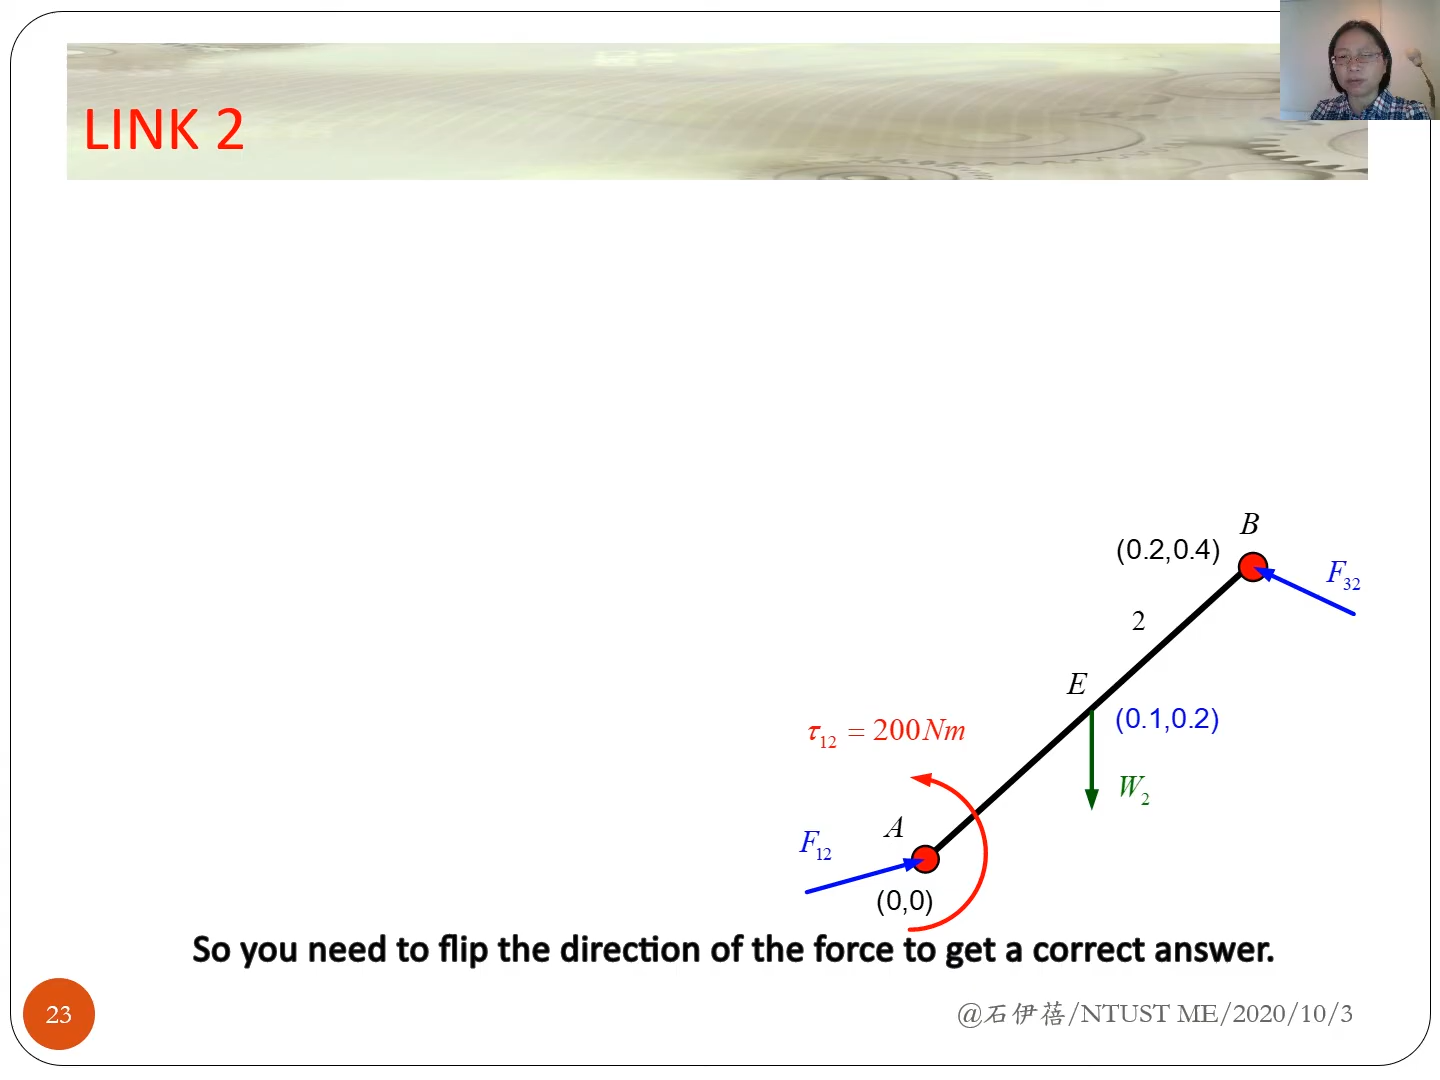 LINK 2
B
(0.2,0.4)
F32
2
E
(0.1,0.2)
τ12 = 200Nm
W2
A
F12
(0,0)
So you need to flip the direction of the force to get a correct answer.
23
@石伊蓓/NTUST ME/2020/10/3